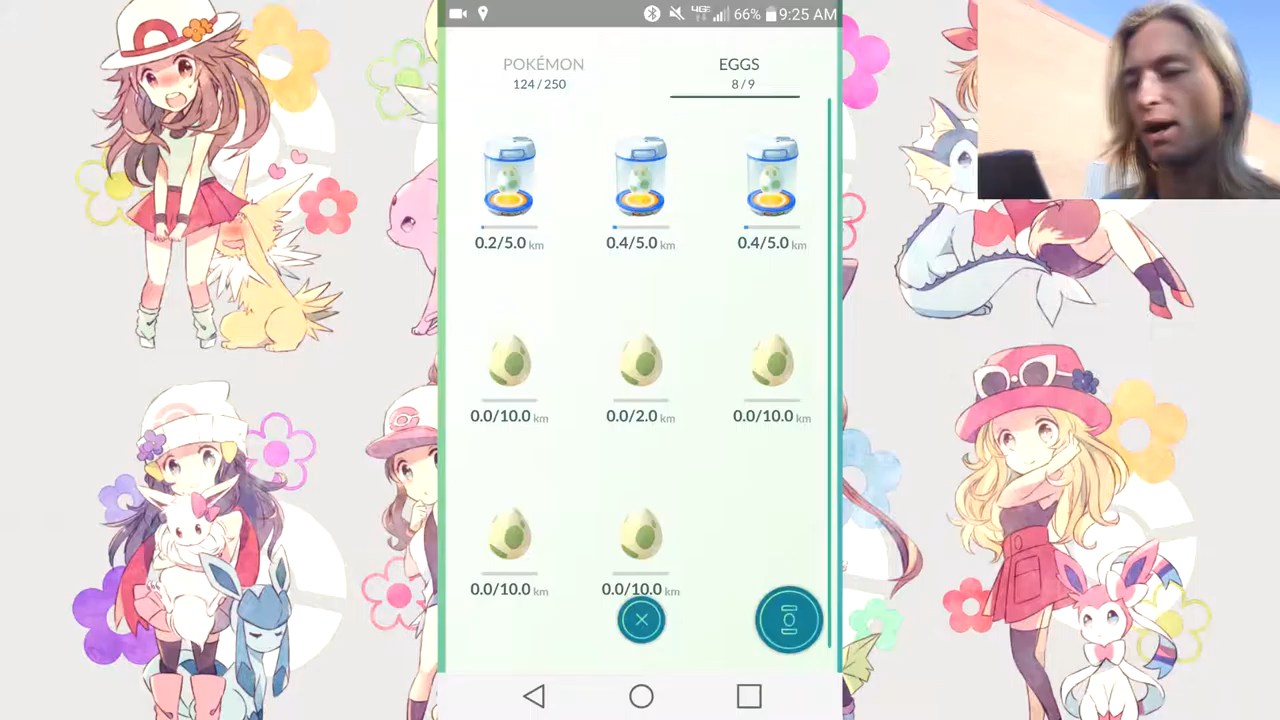 4G 66% 9:25 AM
POKÉMON EGGS
124/250 8/9
0.2/5.0 km 0.4/5.0 km 0.4/5.0 km
0.0/10.0 km 0.0/2.0 km 0.0/10.0 km
0.0/10.0 km 0.0/10.0 km